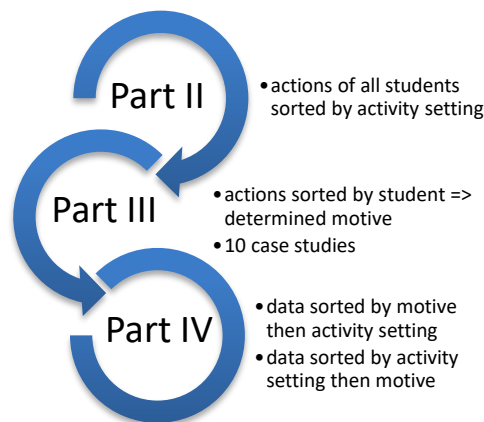 Part II
•actions of all students
sorted by activity setting
Part III
•actions sorted by student =>
determined motive
•10 case studies
Part IV
•data sorted by motive
then activity setting
•data sorted by activity
setting then motive